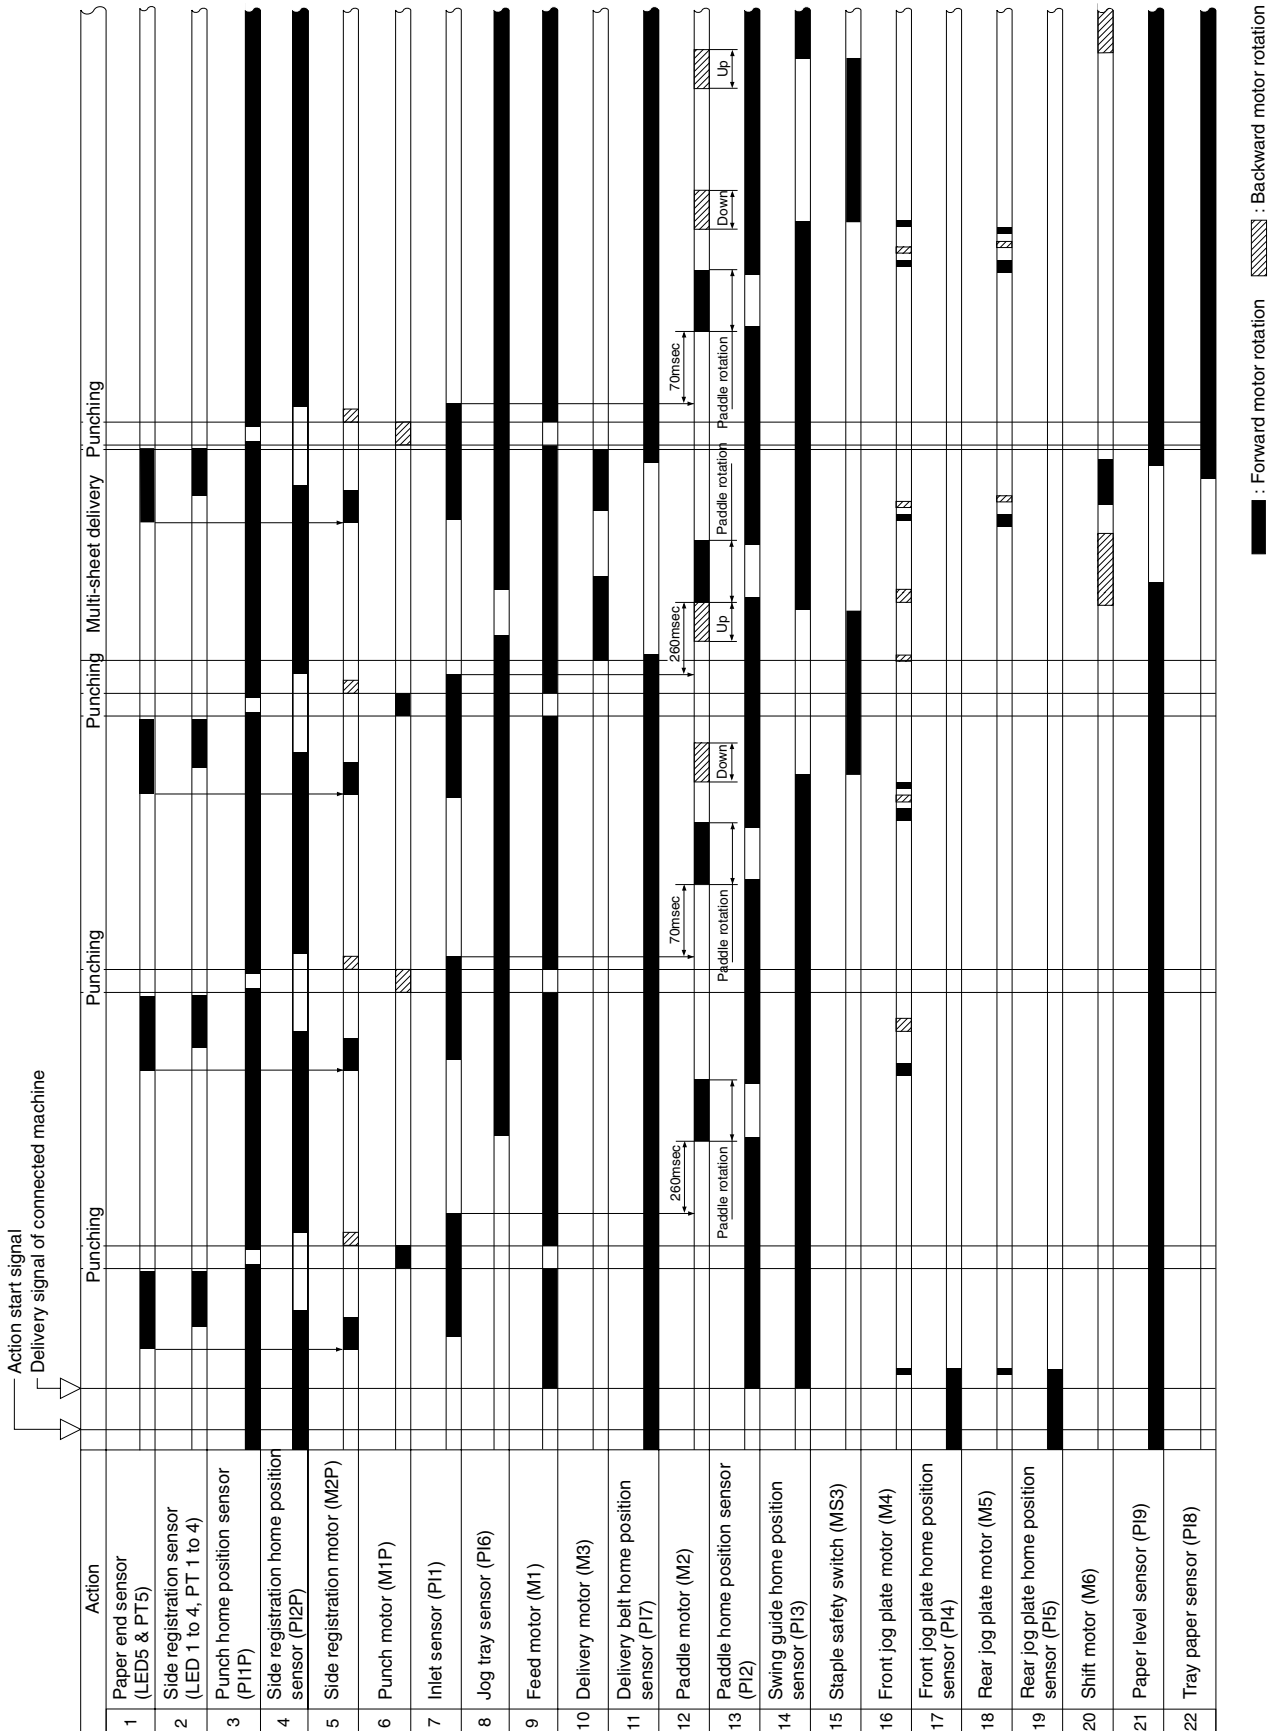 Action start signal
Delivery signal of connected machine
Action
Punching
Punching
Punching
Multi-sheet delivery
Punching
1
Paper end sensor
(LED5 & PT5)
2
Side registration sensor
(LED 1 to 4, PT 1 to 4)
3
Punch home position sensor
(PI1P)
4
Side registration home position
sensor (PI2P)
5
Side registration motor (M2P)
6
Punch motor (M1P)
7
Inlet sensor (PI1)
8
Jog tray sensor (PI6)
9
Feed motor (M1)
10
Delivery motor (M3)
11
Delivery belt home position
sensor (PI7)
260msec
70msec
260msec
70msec
12
Paddle motor (M2)
13
Paddle home position sensor
(PI2)
Paddle rotation
Paddle rotation
Down
Up
Paddle rotation
Paddle rotation
Down
Up
14
Swing guide home position
sensor (PI3)
15
Staple safety switch (MS3)
16
Front jog plate motor (M4)
17
Front jog plate home position
sensor (PI4)
18
Rear jog plate motor (M5)
19
Rear jog plate home position
sensor (PI5)
20
Shift motor (M6)
21
Paper level sensor (PI9)
22
Tray paper sensor (PI8)
: Forward motor rotation
: Backward motor rotation